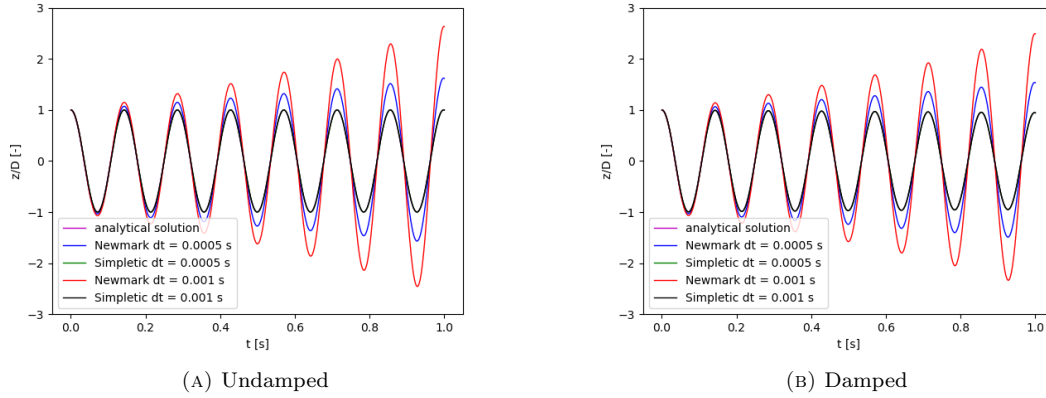 3
2
1
0
−1
−2
−3
z/D [-]
analytical solution
Newmark dt = 0.0005 s
Simpletic dt = 0.0005 s
Newmark dt = 0.001 s
Simpletic dt = 0.001 s
0.0 0.2 0.4 0.6 0.8 1.0
t [s]
(A) Undamped
3
2
1
0
−1
−2
−3
z/D [-]
analytical solution
Newmark dt = 0.0005 s
Simpletic dt = 0.0005 s
Newmark dt = 0.001 s
Simpletic dt = 0.001 s
0.0 0.2 0.4 0.6 0.8 1.0
t [s]
(B) Damped